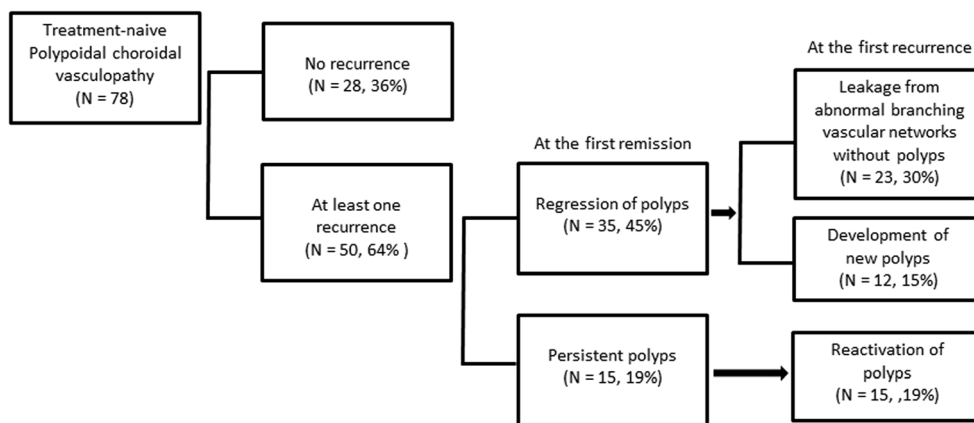 Treatment-naive
Polypoidal choroidal
vasculopathy
(N = 78)
No recurrence
(N = 28, 36%)
At least one
recurrence
(N = 50, 64% )
At the first remission
Regression of polyps
(N = 35, 45%)
Persistent polyps
(N = 15, 19%)
At the first recurrence
Leakage from
abnormal branching
vascular networks
without polyps
(N = 23, 30%)
Development of
new polyps
(N = 12, 15%)
Reactivation of
polyps
(N = 15, ,19%)